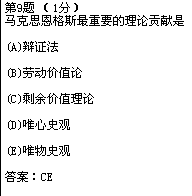 第9题（1分）
马克思恩格斯最重要的理论贡献是
(A)辩证法
(B)劳动价值论
(C)剩余价值理论
(D)唯心史观
(E)唯物史观
答案：CE